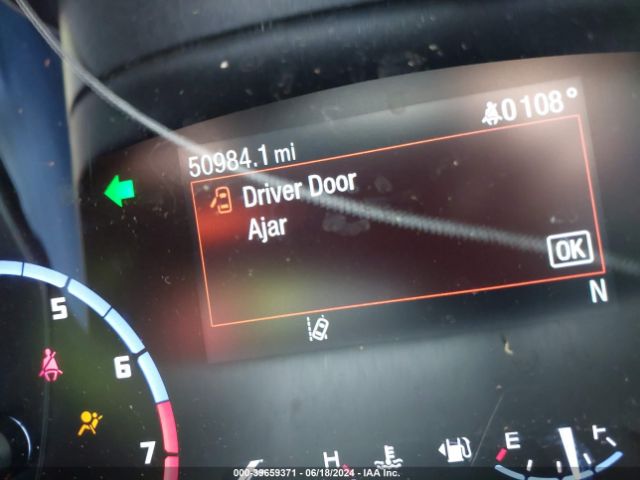 0108°
50984.1 mi
Driver Door
Ajar
OK
N
5
6
7
H
E
F
000-39659371 - 06/18/2024 - IAA Inc.